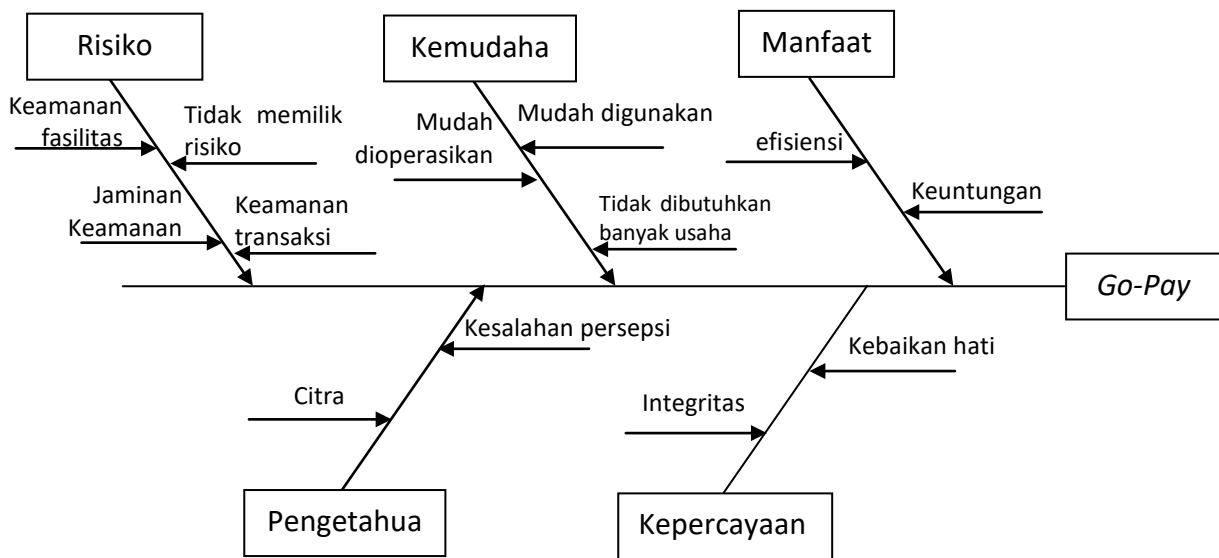 Risiko
Kemudaha
Manfaat
Keamanan
fasilitas
Tidak memilik
risiko
Mudah
dioperasikan
Mudah digunakan
efisiensi
Jaminan
Keamanan
Keamanan
transaksi
Tidak dibutuhkan
banyak usaha
Keuntungan
Go-Pay
Kesalahan persepsi
Kebaikan hati
Citra
Integritas
Pengetahua
Kepercayaan